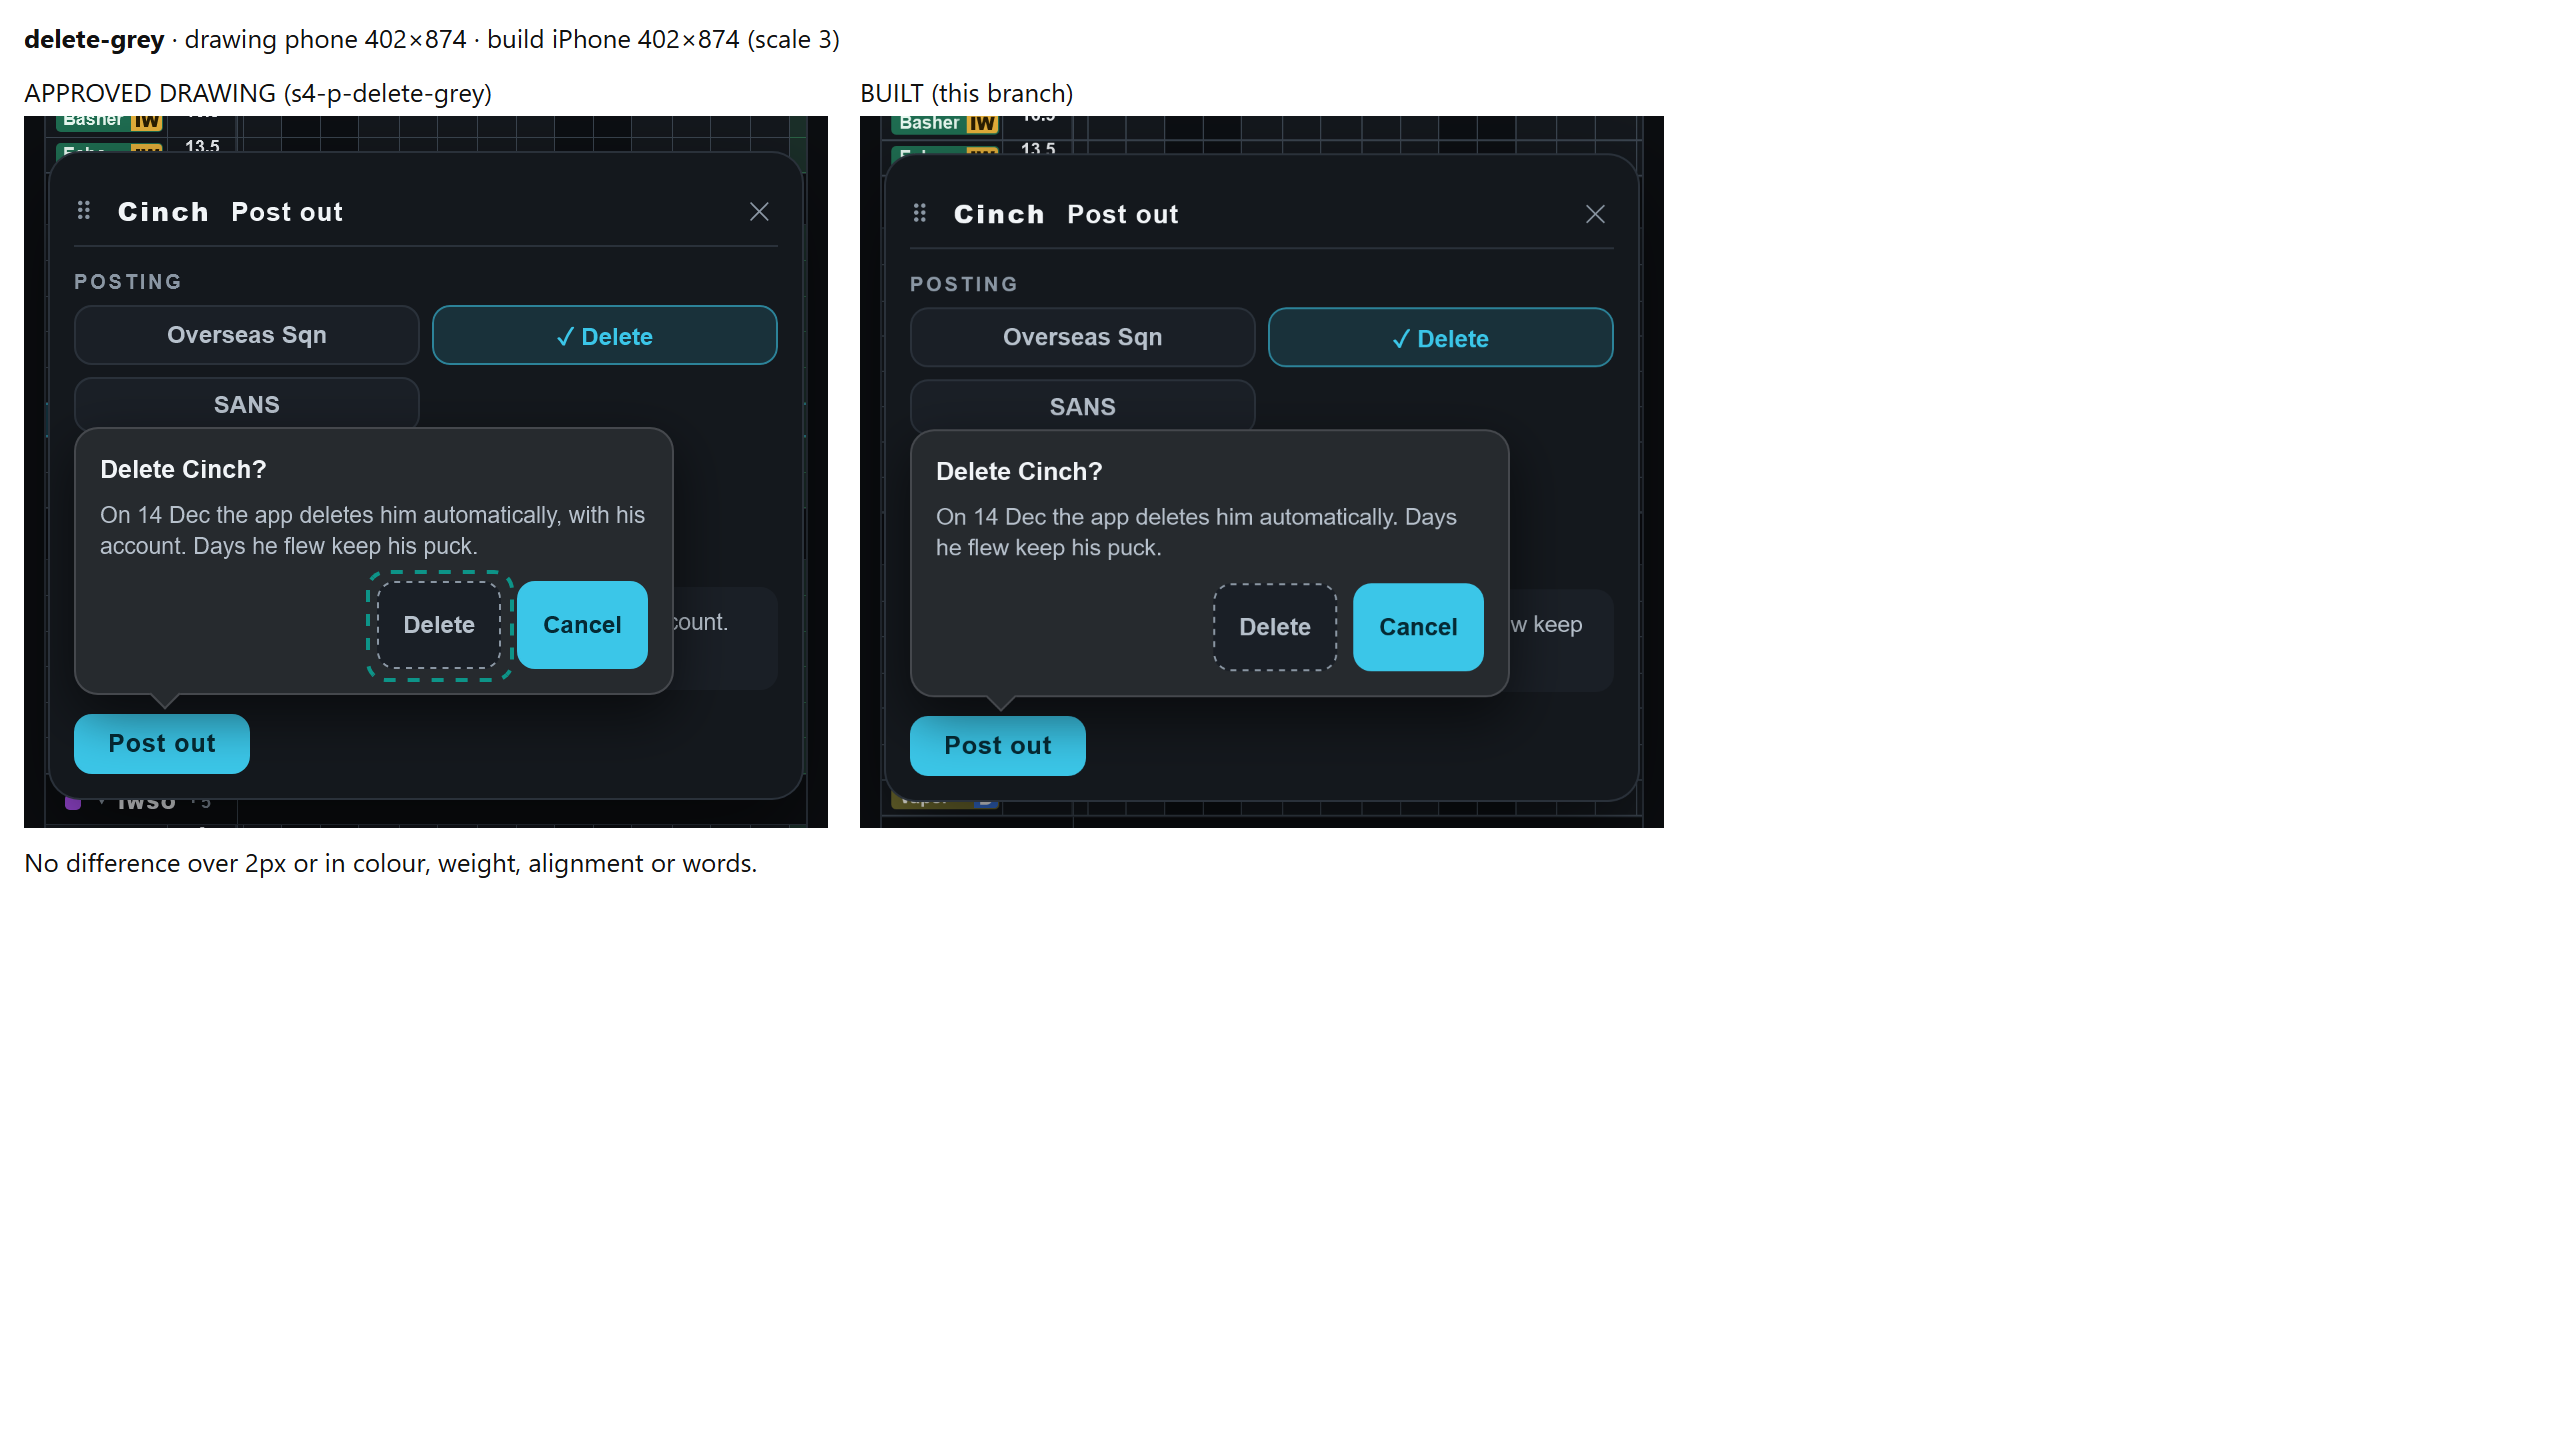 delete-grey · drawing phone 402×874 · build iPhone 402×874 (scale 3)
APPROVED DRAWING (s4-p-delete-grey)
Basher IW
13.5
Cinch Post out
POSTING
Overseas Sqn
✓ Delete
SANS
Delete Cinch?
On 14 Dec the app deletes him automatically, with his
account. Days he flew keep his puck.
Delete
Cancel
count.
Post out
IWSO · 5
BUILT (this branch)
Basher IW
13.5
Cinch Post out
POSTING
Overseas Sqn
✓ Delete
SANS
Delete Cinch?
On 14 Dec the app deletes him automatically. Days
he flew keep his puck.
Delete
Cancel
w keep
Post out
No difference over 2px or in colour, weight, alignment or words.